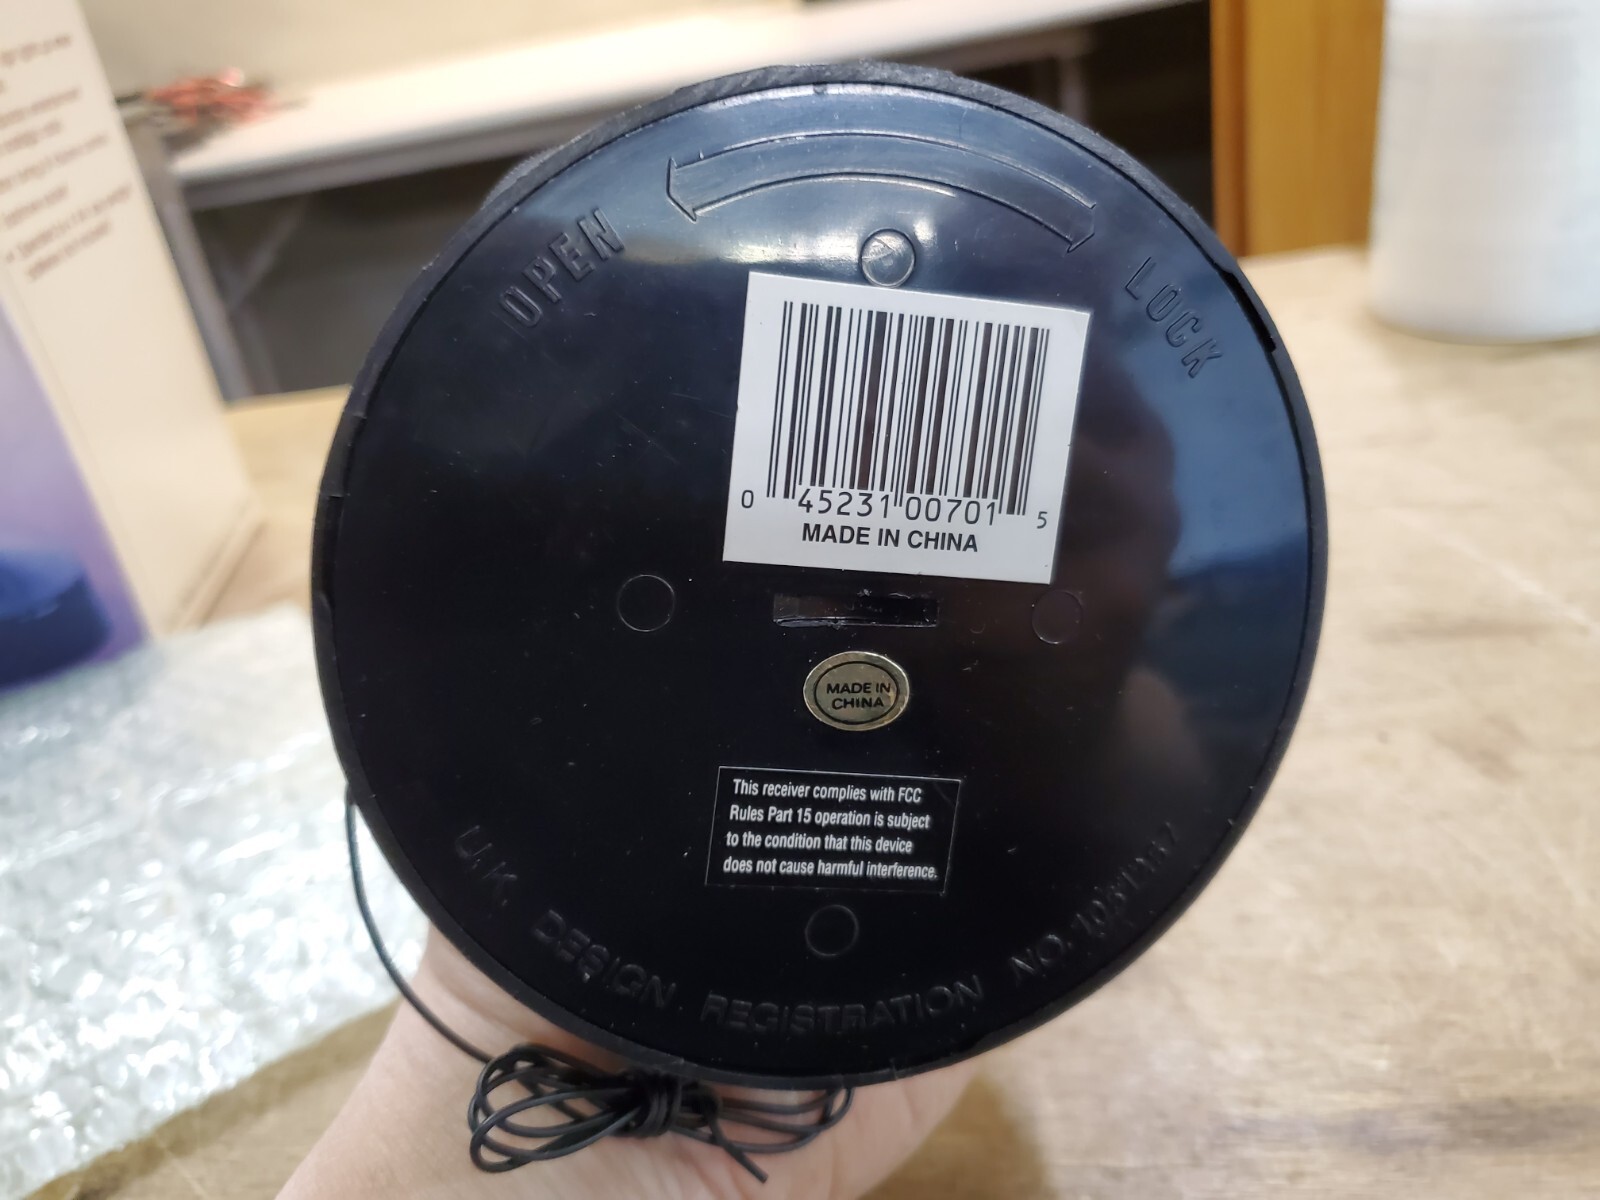 OPEN
LOCK
0 45231 00701 5
MADE IN CHINA
MADE IN
CHINA
This receiver complies with FCC
Rules Part 15 operation is subject
to the condition that this device
does not cause harmful interference.
U.K. DESIGN REGISTRATION NO.